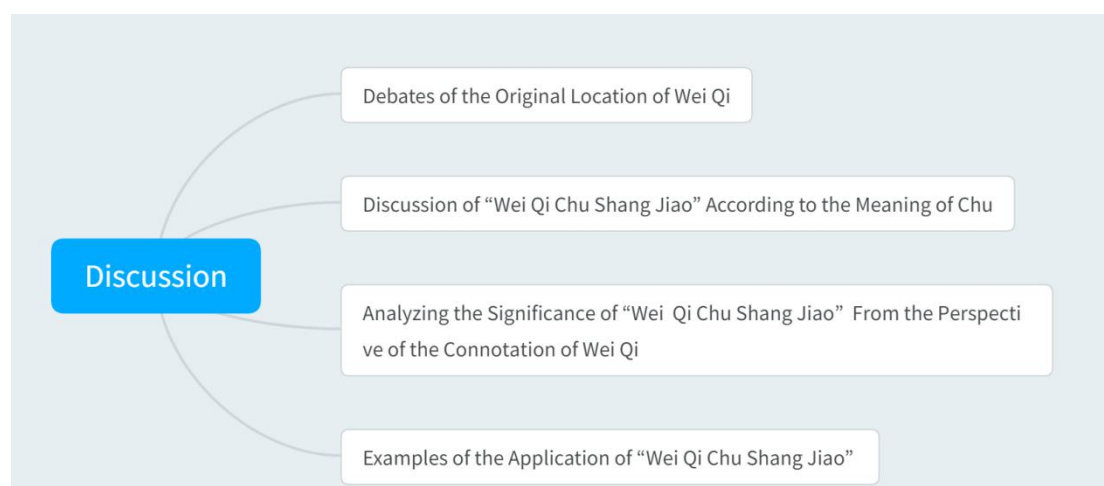 Debates of the Original Location of Wei Qi
Discussion of “Wei Qi Chu Shang Jiao” According to the Meaning of Chu
Discussion
Analyzing the Significance of “Wei Qi Chu Shang Jiao” From the Perspecti
ve of the Connotation of Wei Qi
Examples of the Application of “Wei Qi Chu Shang Jiao”